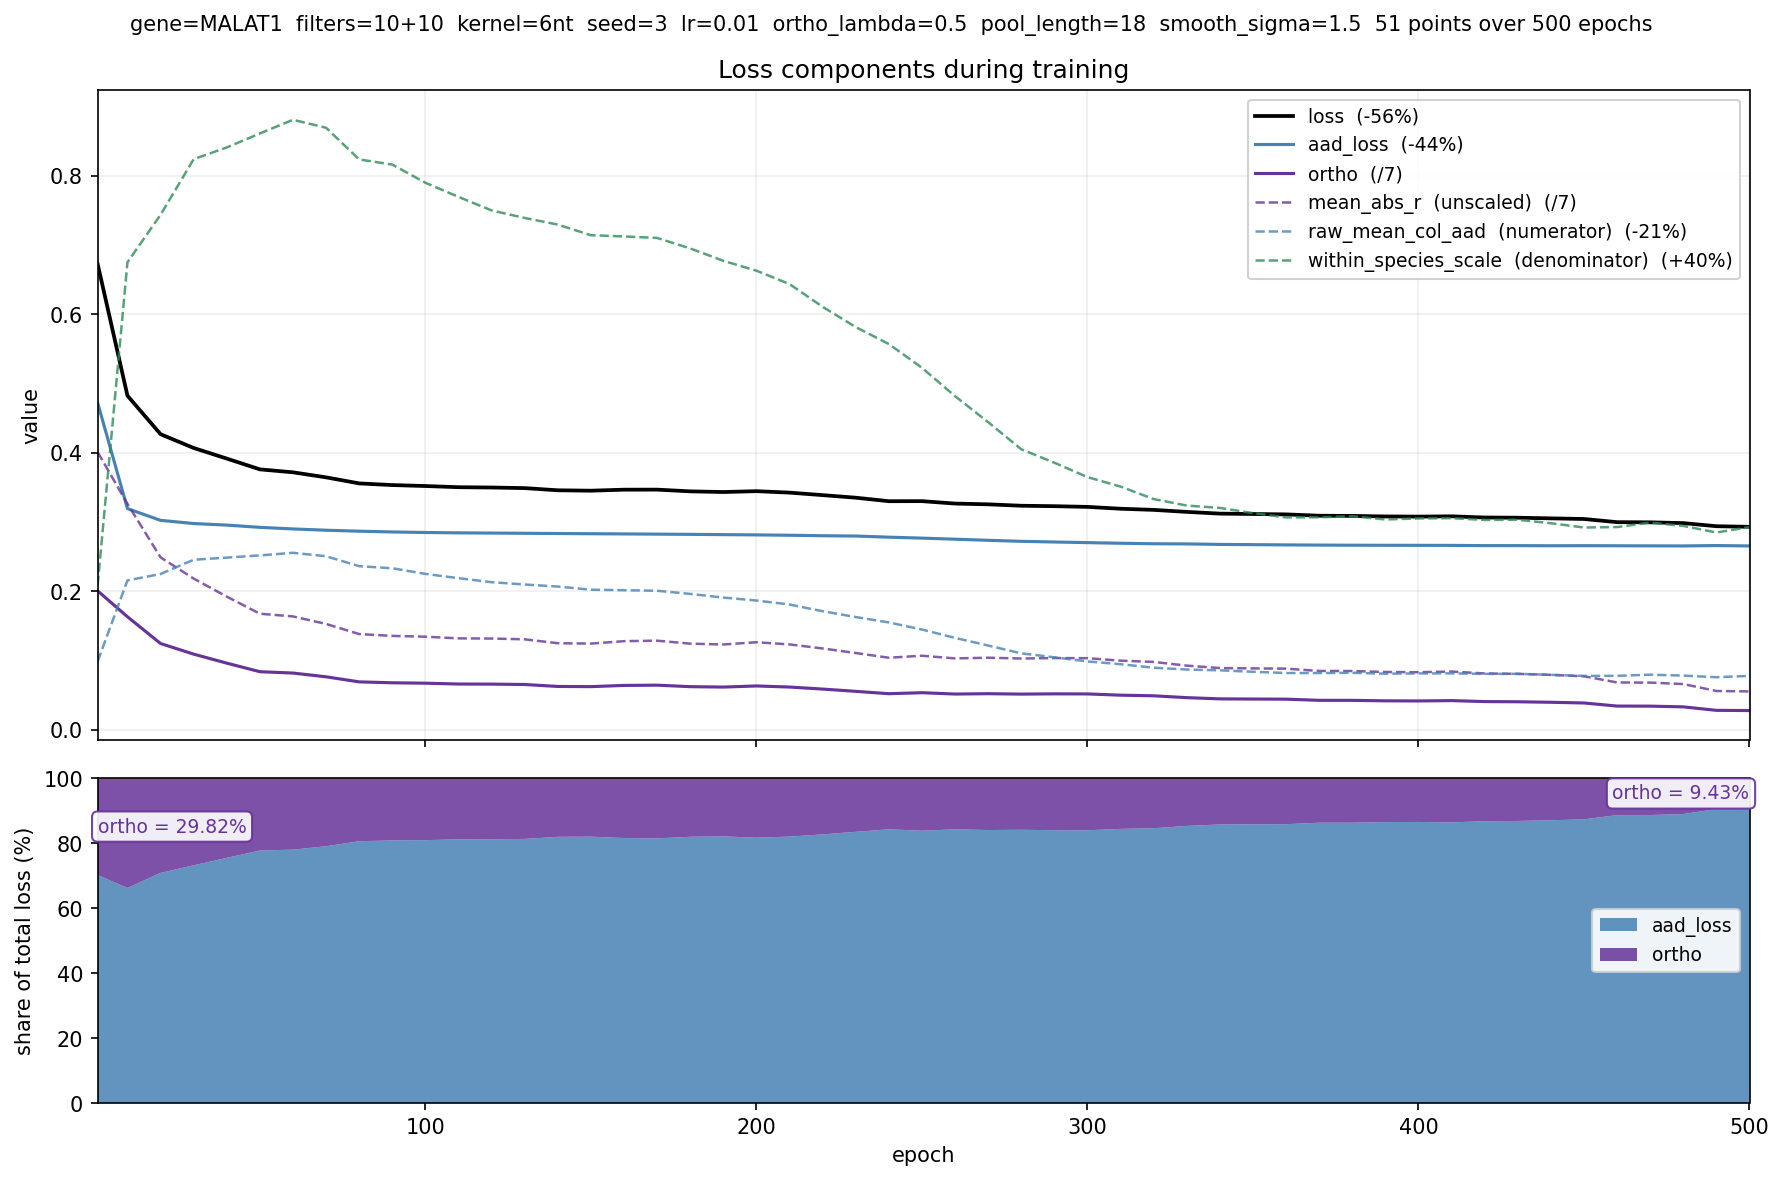 gene=MALAT1  filters=10+10  kernel=6nt  seed=3  lr=0.01  ortho_lambda=0.5  pool_length=18  smooth_sigma=1.5  51 points over 500 epochs
Loss components during training
loss  (-56%)
aad_loss  (-44%)
ortho  (/7)
mean_abs_r  (unscaled)  (/7)
raw_mean_col_aad  (numerator)  (-21%)
within_species_scale  (denominator)  (+40%)
value
0.8
0.6
0.4
0.2
0.0
share of total loss (%)
100
80
60
40
20
0
ortho = 29.82%
ortho = 9.43%
aad_loss
ortho
100
200
300
400
500
epoch